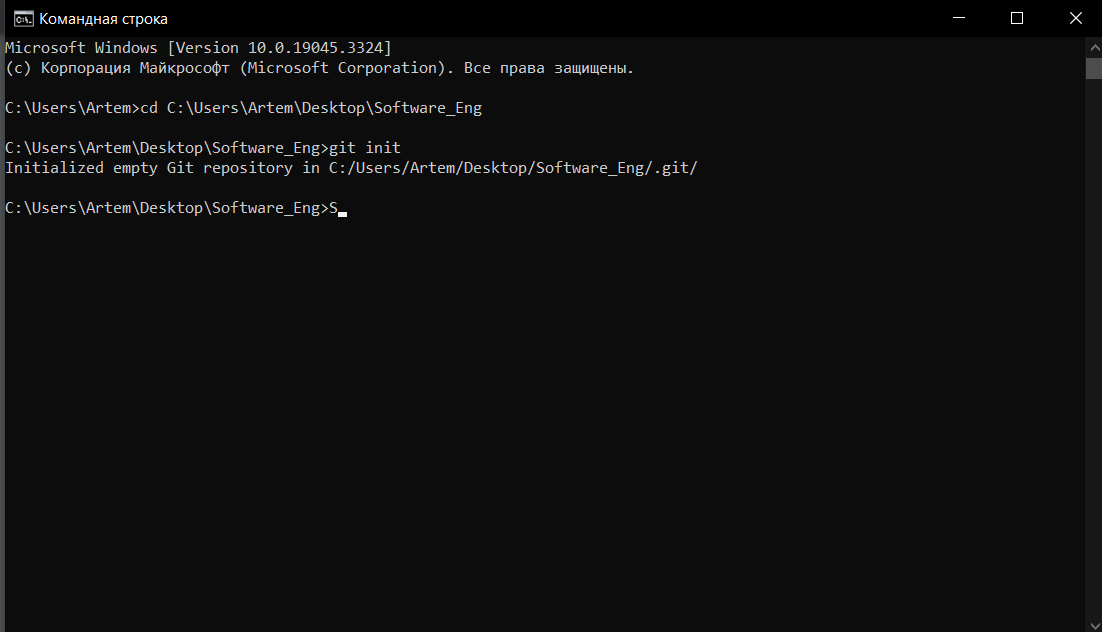 Командная строка
Microsoft Windows [Version 10.0.19045.3324]
(c) Корпорация Майкрософт (Microsoft Corporation). Все права защищены.
C:\Users\Artem>cd C:\Users\Artem\Desktop\Software_Eng
C:\Users\Artem\Desktop\Software_Eng>git init
Initialized empty Git repository in C:/Users/Artem/Desktop/Software_Eng/.git/
C:\Users\Artem\Desktop\Software_Eng>S